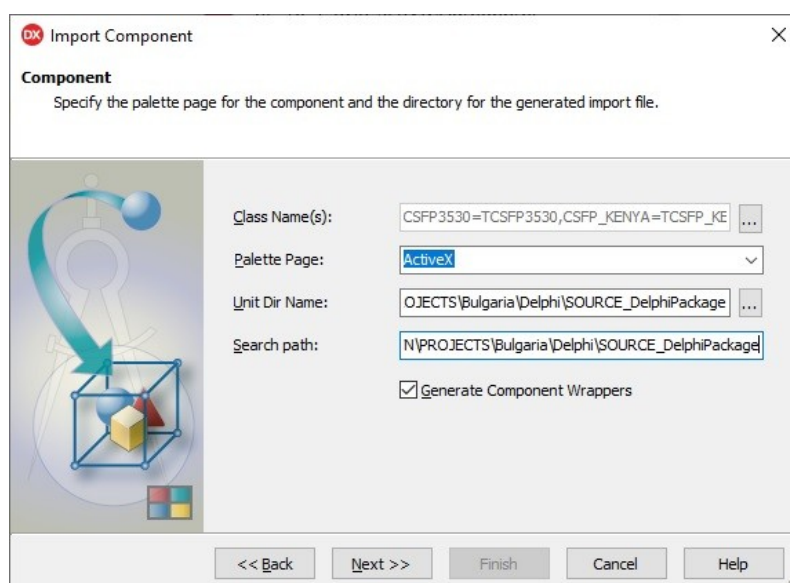 DX Import Component
Component
Specify the palette page for the component and the directory for the generated import file.
Class Name(s): CSFP3530=TCSFP3530,CSFP_KENYA=TCSFP_KE ...
Palette Page: ActiveX
Unit Dir Name: OJECTS\Bulgaria\Delphi\SOURCE_DelphiPackage ...
Search path: N\PROJECTS\Bulgaria\Delphi\SOURCE_DelphiPackage
Generate Component Wrappers
<< Back Next >> Finish Cancel Help